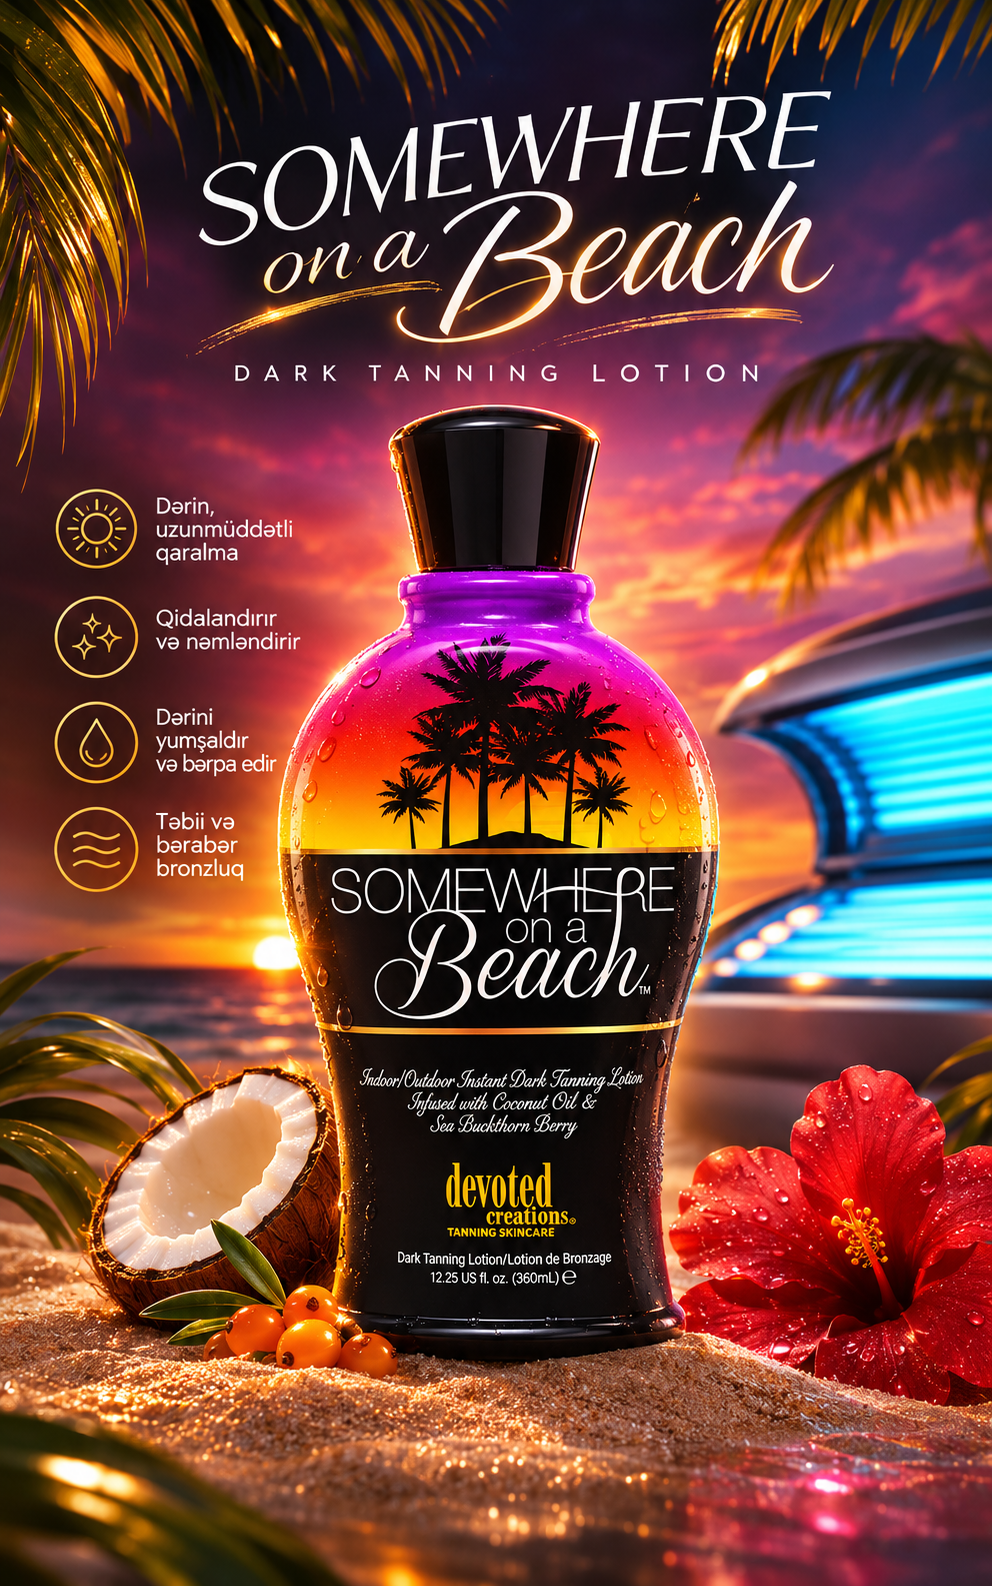 SOMEWHERE
on a Beach
DARK TANNING LOTION
Dərin,
uzunmüddətli
qaralma
Qidalandırır
və nəmləndirir
Dərini
yumşaldır
və bərpa edir
Təbii və
bərabər
bronzluq
SOMEWHERE
on a
Beach™
Indoor/Outdoor Instant Dark Tanning Lotion
Infused with Coconut Oil &
Sea Buckthorn Berry
devoted
creations®
TANNING SKINCARE
Dark Tanning Lotion/Lotion de Bronzage
12.25 US fl. oz. (360mL) ℮